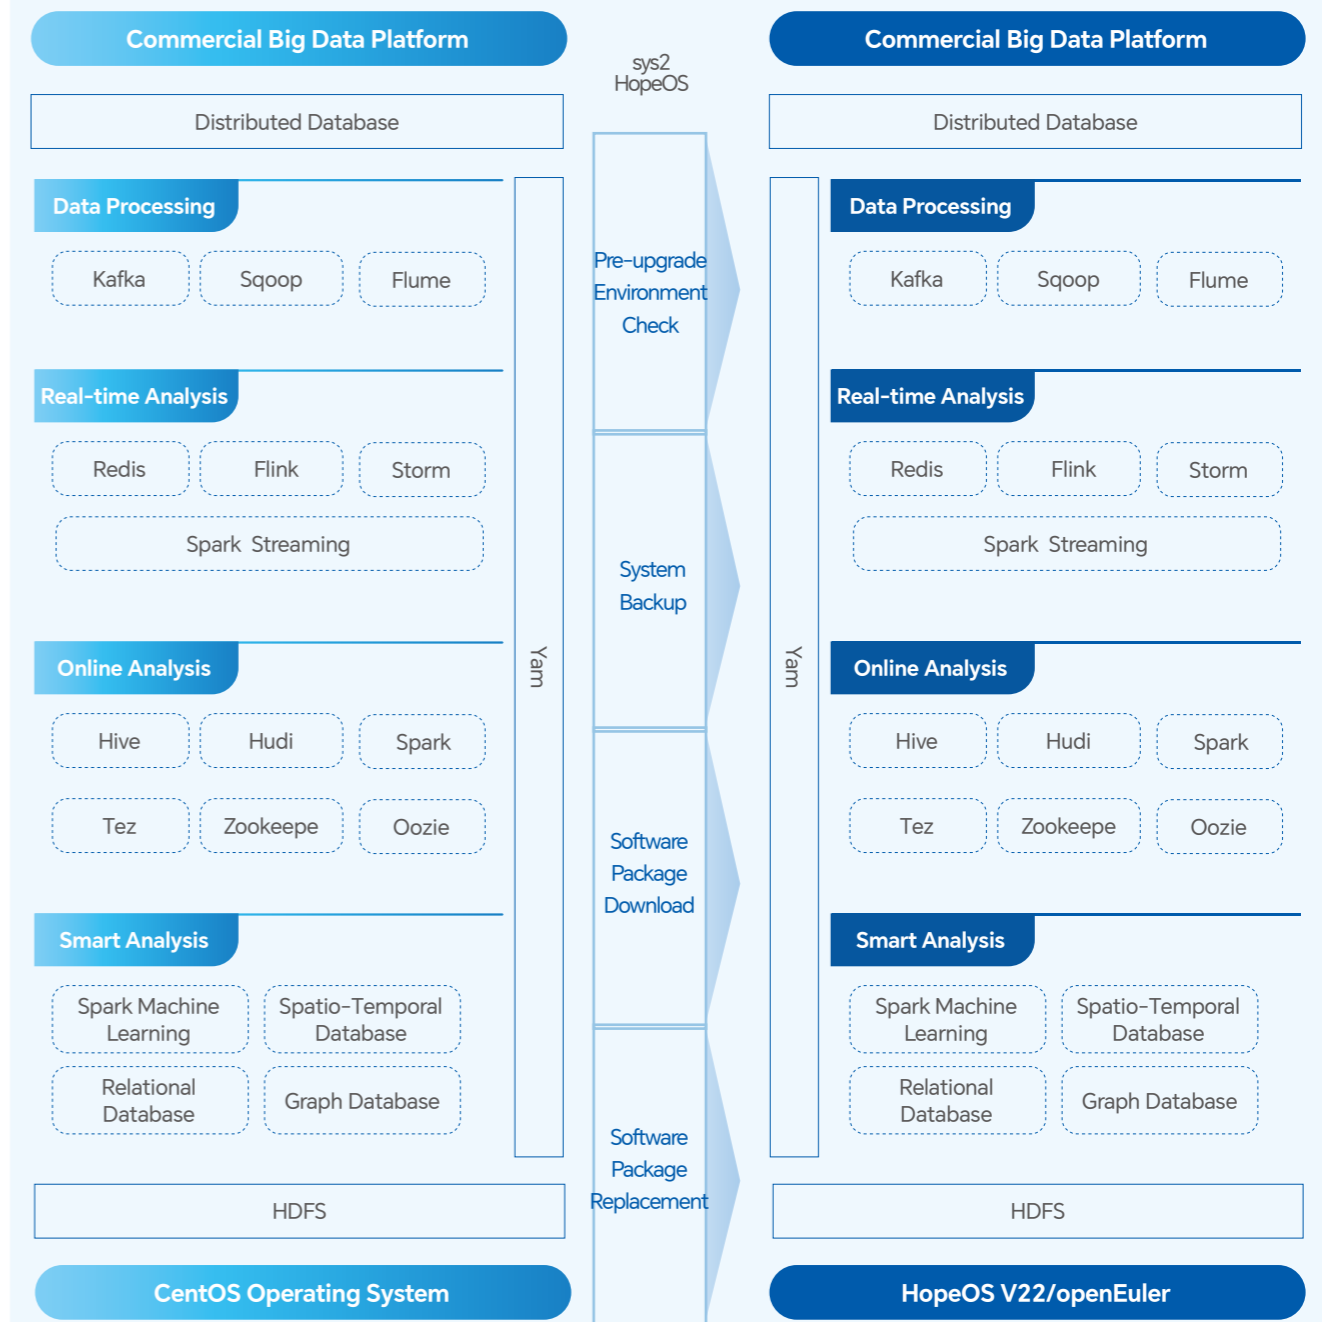 Commercial Big Data Platform
Distributed Database
Data Processing
Kafka
Sqoop
Flume
Real-time Analysis
Redis
Flink
Storm
Spark Streaming
Online Analysis
Hive
Hudi
Spark
Tez
Zookeepe
Oozie
Smart Analysis
Spark Machine
Learning
Spatio-Temporal
Database
Relational
Database
Graph Database
Yam
HDFS
CentOS Operating System
sys2
HopeOS
Pre-upgrade
Environment
Check
System
Backup
Software
Package
Download
Software
Package
Replacement
Commercial Big Data Platform
Distributed Database
Yam
Data Processing
Kafka
Sqoop
Flume
Real-time Analysis
Redis
Flink
Storm
Spark Streaming
Online Analysis
Hive
Hudi
Spark
Tez
Zookeepe
Oozie
Smart Analysis
Spark Machine
Learning
Spatio-Temporal
Database
Relational
Database
Graph Database
HDFS
HopeOS V22/openEuler